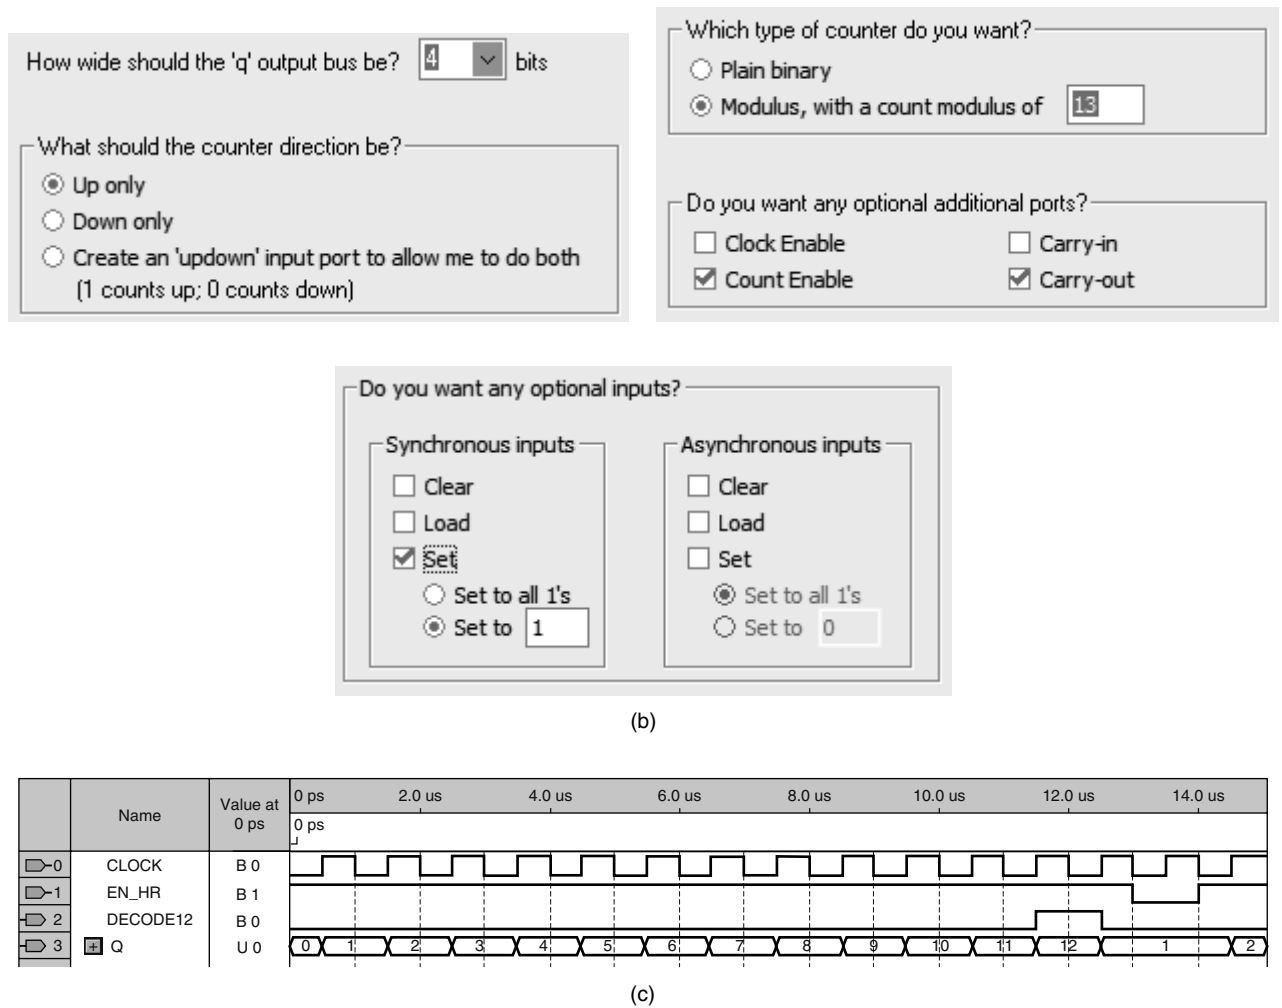 How wide should the 'q' output bus be? 4 bits
What should the counter direction be?
Up only
Down only
Create an 'updown' input port to allow me to do both
(1 counts up; 0 counts down)
Which type of counter do you want?
Plain binary
Modulus, with a count modulus of 13
Do you want any optional additional ports?
Clock Enable Carry-in
Count Enable Carry-out
Do you want any optional inputs?
Synchronous inputs Asynchronous inputs
Clear Clear
Load Load
Set Set
Set to all 1's Set to all 1's
Set to 1 Set to 0
(b)
Name Value at 0 ps 0 ps 2.0 us 4.0 us 6.0 us 8.0 us 10.0 us 12.0 us 14.0 us
0 ps
0 CLOCK B 0
1 EN_HR B 1
2 DECODE12 B 0
3 + Q U 0 0 1 2 3 4 5 6 7 8 9 10 11 12 1 2
(c)